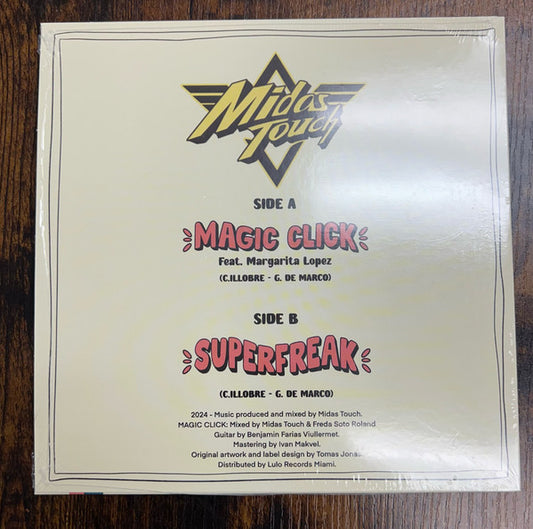 Midas
Touch
SIDE A
MAGIC CLICK
Feat. Margarita Lopez
(C.ILLOBRE - G. DE MARCO)
SIDE B
SUPERFREAK
(C.ILLOBRE - G. DE MARCO)
2024 - Music produced and mixed by Midas Touch.
MAGIC CLICK: Mixed by Midas Touch & Freda Soto Roland
Guitar by Benjamin Farias Viullermet.
Mastering by Ivan Makvel.
Original artwork and label design by Tomas Jonas
Distributed by Lulo Records Miami.